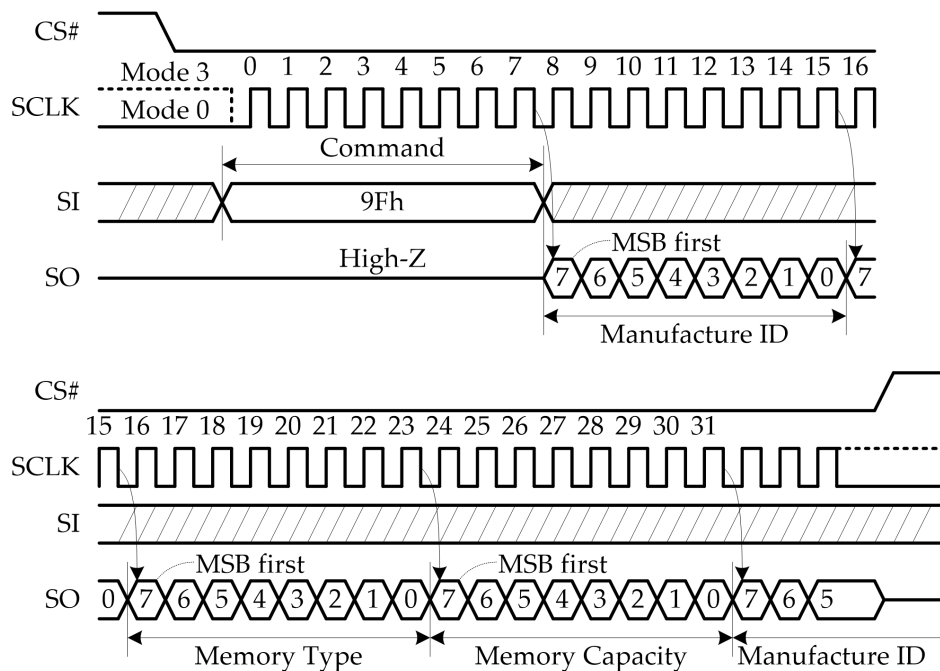 CS#
Mode 3
0 1 2 3 4 5 6 7 8 9 10 11 12 13 14 15 16
SCLK
Mode 0
Command
SI
9Fh
High-Z
MSB first
SO
7 6 5 4 3 2 1 0 7
Manufacture ID
CS#
15 16 17 18 19 20 21 22 23 24 25 26 27 28 29 30 31
SCLK
SI
MSB first MSB first
SO
0 7 6 5 4 3 2 1 0 7 6 5 4 3 2 1 0 7 6 5
Memory Type Memory Capacity Manufacture ID